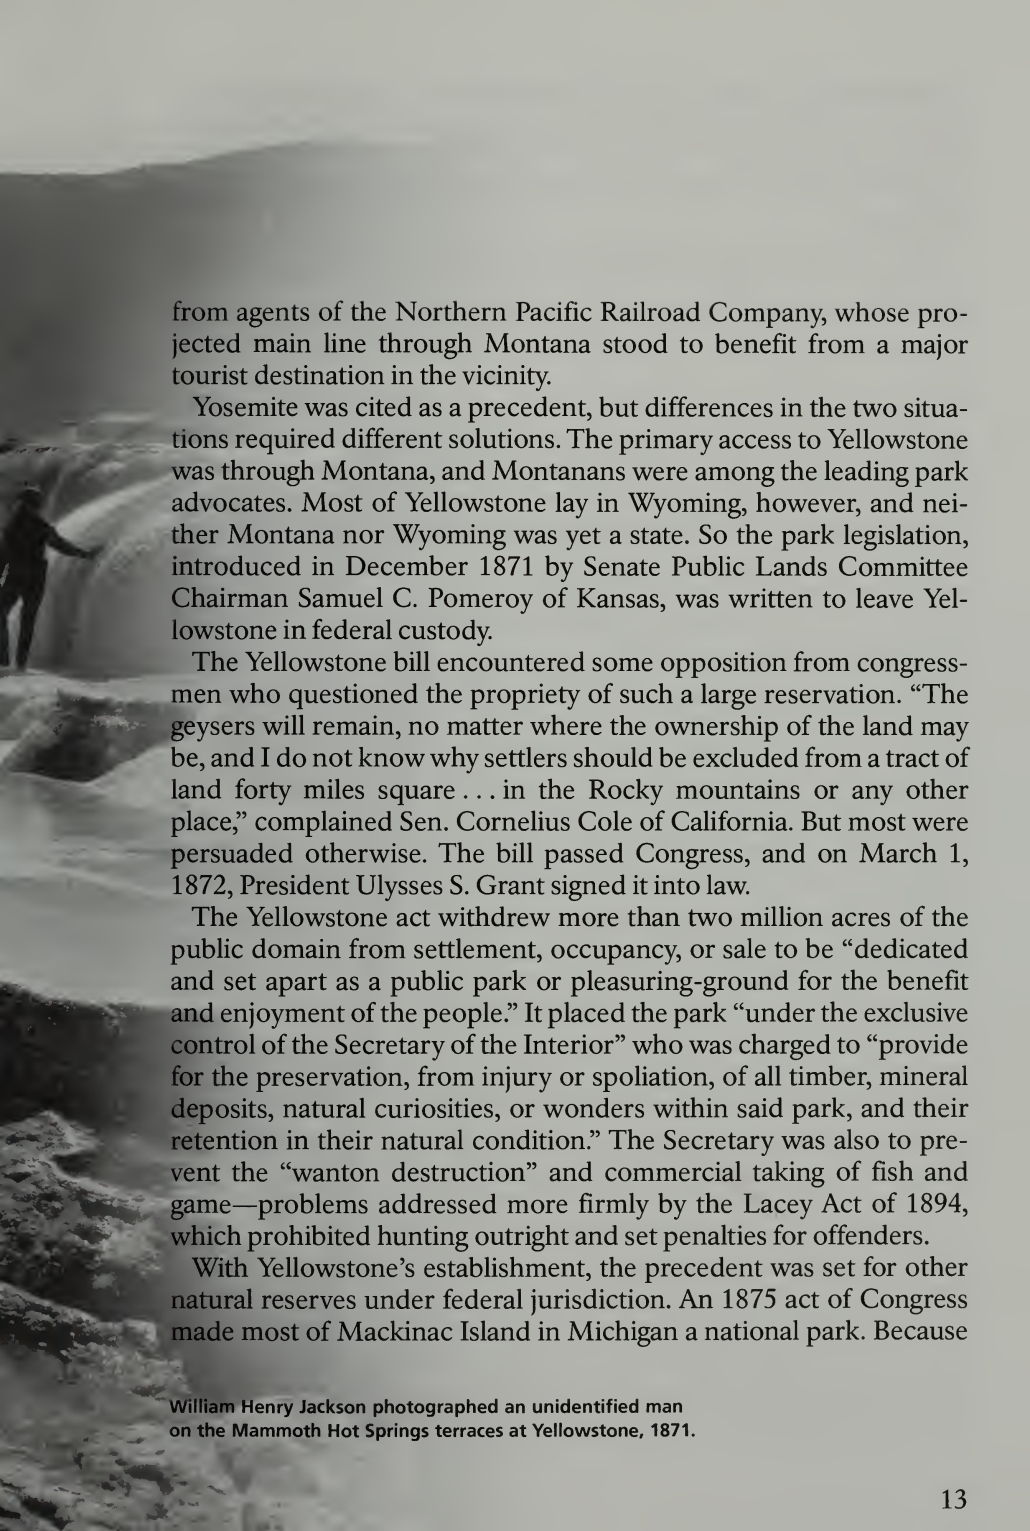 from agents of the Northern Pacific Railroad Company, whose pro-
jected main line through Montana stood to benefit from a major
tourist destination in the vicinity.
Yosemite was cited as a precedent, but differences in the two situa-
tions required different solutions. The primary access to Yellowstone
was through Montana, and Montanans were among the leading park
advocates. Most of Yellowstone lay in Wyoming, however, and nei-
ther Montana nor Wyoming was yet a state. So the park legislation,
introduced in December 1871 by Senate Public Lands Committee
Chairman Samuel C. Pomeroy of Kansas, was written to leave Yel-
lowstone in federal custody.
The Yellowstone bill encountered some opposition from congress-
men who questioned the propriety of such a large reservation. “The
geysers will remain, no matter where the ownership of the land may
be, and I do not know why settlers should be excluded from a tract of
land forty miles square . . . in the Rocky mountains or any other
place,” complained Sen. Cornelius Cole of California. But most were
persuaded otherwise. The bill passed Congress, and on March 1,
1872, President Ulysses S. Grant signed it into law.
The Yellowstone act withdrew more than two million acres of the
public domain from settlement, occupancy, or sale to be “dedicated
and set apart as a public park or pleasuring-ground for the benefit
and enjoyment of the people.” It placed the park “under the exclusive
control of the Secretary of the Interior” who was charged to “provide
for the preservation, from injury or spoliation, of all timber, mineral
deposits, natural curiosities, or wonders within said park, and their
retention in their natural condition.” The Secretary was also to pre-
vent the “wanton destruction” and commercial taking of fish and
game—problems addressed more firmly by the Lacey Act of 1894,
which prohibited hunting outright and set penalties for offenders.
With Yellowstone’s establishment, the precedent was set for other
natural reserves under federal jurisdiction. An 1875 act of Congress
made most of Mackinac Island in Michigan a national park. Because
William Henry Jackson photographed an unidentified man
on the Mammoth Hot Springs terraces at Yellowstone, 1871.
13